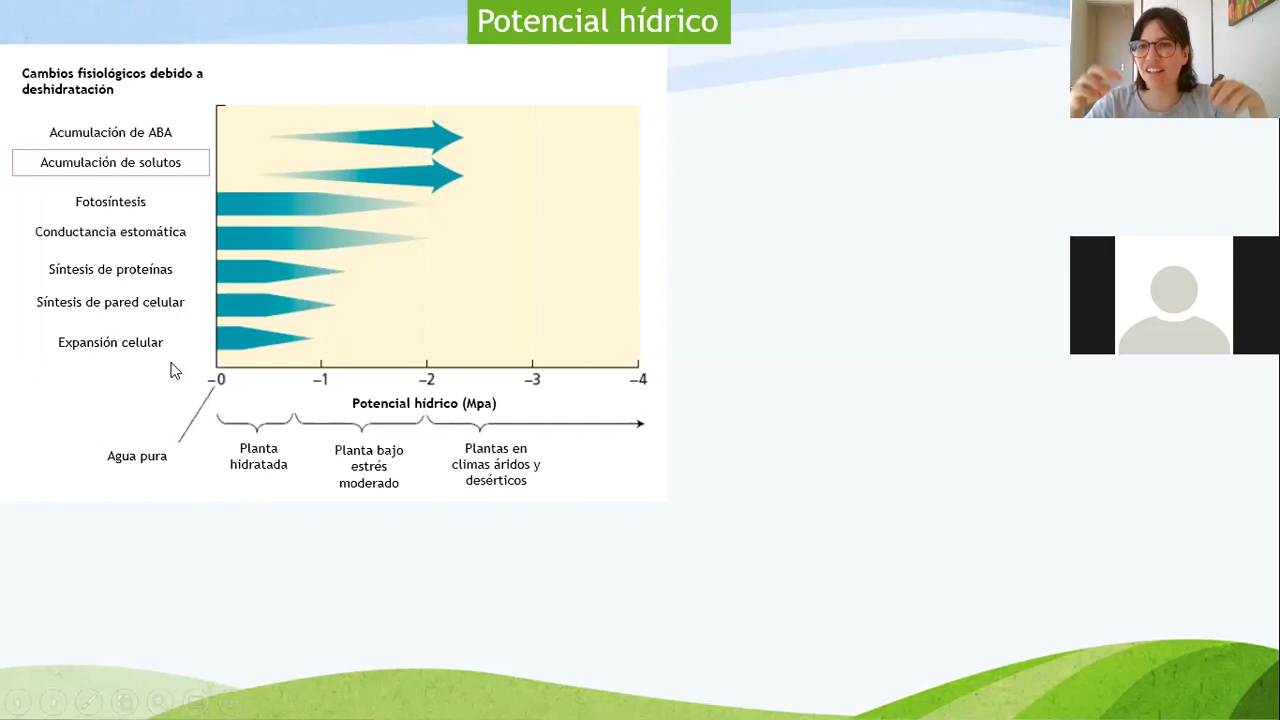 Potencial hídrico
Cambios fisiológicos debido a
deshidratación
Acumulación de ABA
Acumulación de solutos
Fotosíntesis
Conductancia estomática
Síntesis de proteínas
Síntesis de pared celular
Expansión celular
–0 –1 –2 –3 –4
Potencial hídrico (Mpa)
Agua pura
Planta
hidratada
Planta bajo
estrés
moderado
Plantas en
climas áridos y
desérticos